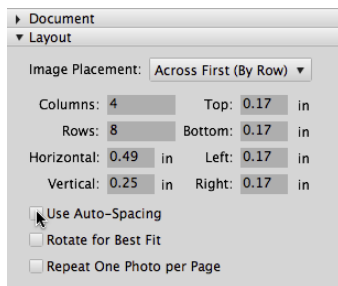 Document
Layout
Image Placement: Across First (By Row)
Columns: 4 Top: 0.17 in
Rows: 8 Bottom: 0.17 in
Horizontal: 0.49 in Left: 0.17 in
Vertical: 0.25 in Right: 0.17 in
Use Auto-Spacing
Rotate for Best Fit
Repeat One Photo per Page